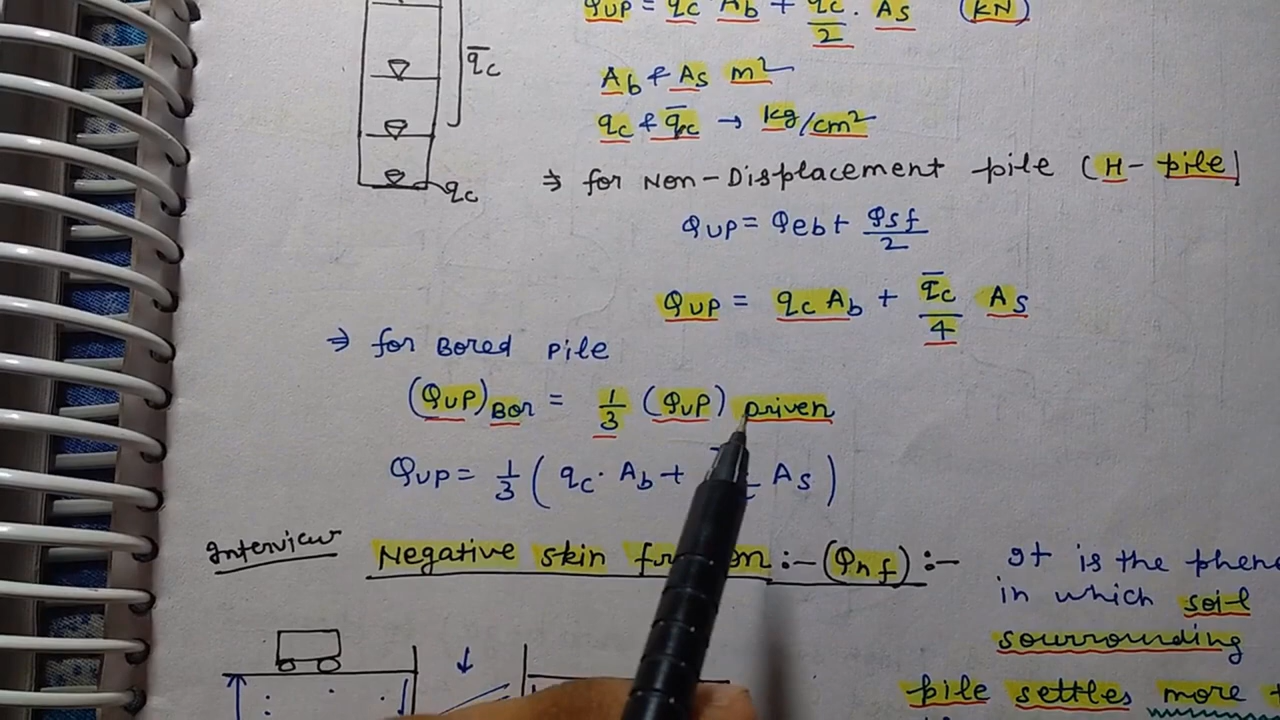 QUP = qc Ab + q̅c/2 . As (KN)
q̅c
Ab & As m²
qc & q̅c → kg/cm²
qc
⇒ for Non-Displacement pile (H-pile)
QUP = Qeb + Qsf/2
QUP = qc Ab + q̅c/4 As
⇒ for Bored Pile
(QUP)Bor = 1/3 (QUP) Driven
QUP = 1/3 ( qc. Ab + As )
Interview Negative skin :- (Qnf) :- It is the
in which soil
sourrounding
pile settles more